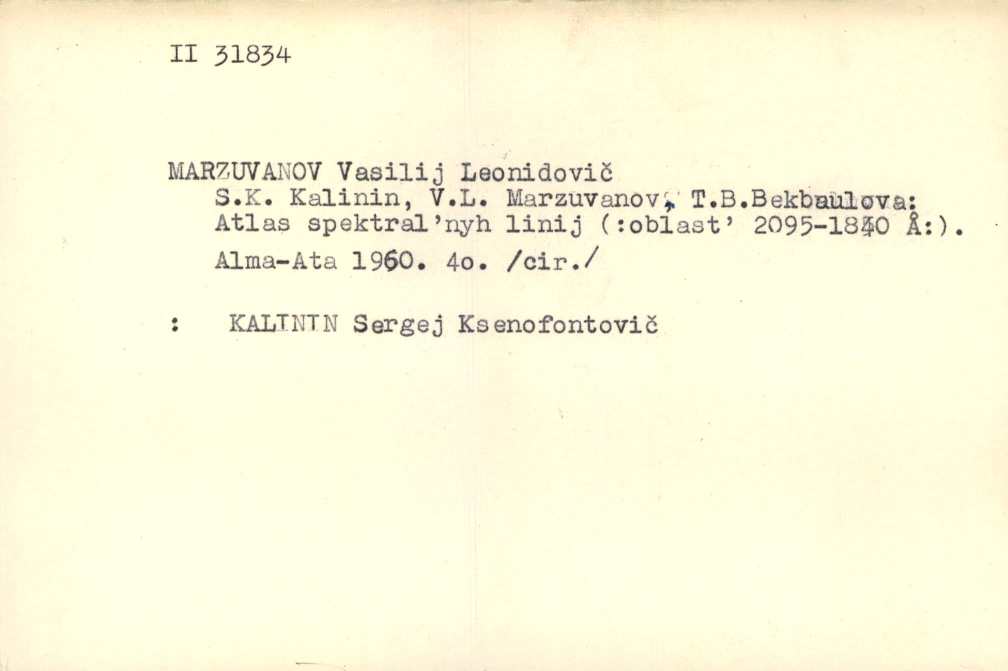 II 31834
MARZUVANOV Vasilij Leonidovič
S.K. Kalinin, V.L. Marzuvanov, T.B.Bekbaulova:
Atlas spektral'nyh linij (:oblast' 2095-1840 Å:).
Alma-Ata 1960. 4o. /cir./
: KALININ Sergej Ksenofontovič